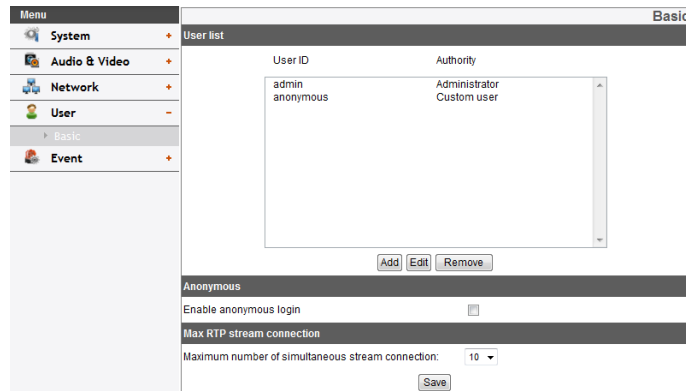 Menu
Basic
System +
User list
User ID Authority
Audio & Video +
admin Administrator
Network +
anonymous Custom user
User -
Basic
Event +
Add Edit Remove
Anonymous
Enable anonymous login
Max RTP stream connection
Maximum number of simultaneous stream connection: 10
Save